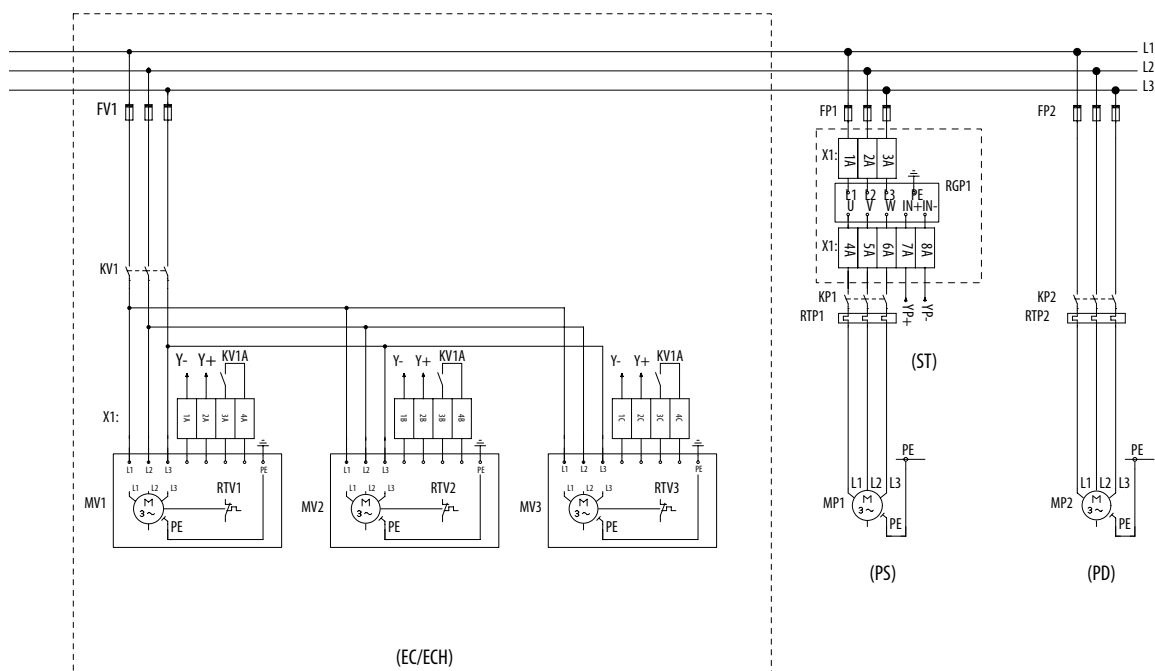 L1
L2
L3
FV1
FP1
FP2
X1:
1A
2A
3A
RGP1
L1
L2
L3
PE
U
V
W
IN+
IN-
X1:
4A
5A
6A
7A
8A
KV1
KP1
YP+
YP-
KP2
RTP1
RTP2
(ST)
Y-
Y+
KV1A
Y-
Y+
KV1A
Y-
Y+
KV1A
X1:
1A
2A
3A
4A
1B
2B
3B
4B
1C
2C
3C
4C
L1
L2
L3
PE
L1
L2
L3
PE
L1
L2
L3
PE
MV1
L1
L2
L3
M
3~
RTV1
PE
MV2
L1
L2
L3
M
3~
RTV2
PE
MV3
L1
L2
L3
M
3~
RTV3
PE
PE
MP1
L1
L2
L3
M
3~
PE
PE
MP2
L1
L2
L3
M
3~
PE
(PS)
(PD)
(EC/ECH)